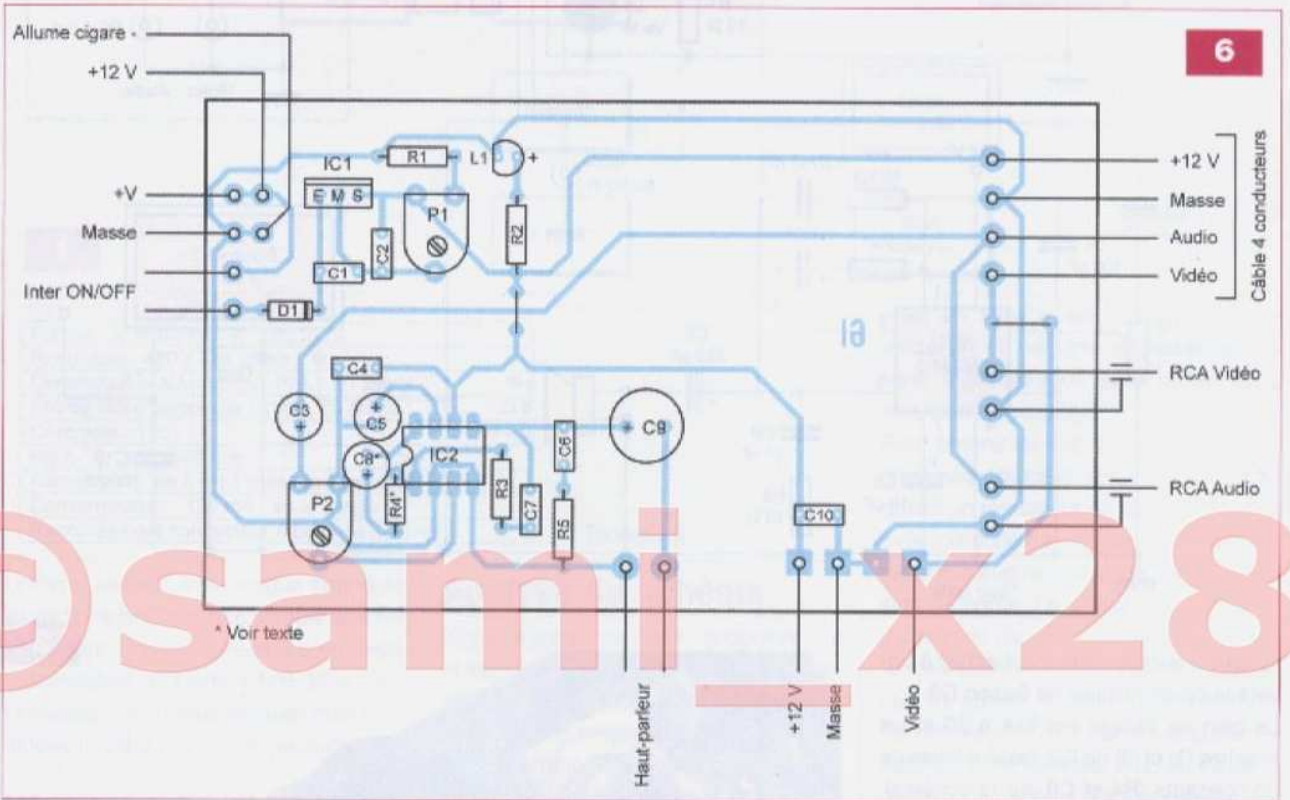 Allume cigare -
+12 V
6
+V
Masse
Inter ON/OFF
IC1
E M S
R1
L1
+
P1
R2
C2
C1
D1
C4
C3
+
+
C5
C8*
+
IC2
P2
R4*
R3
C7
C6
R5
+
C9
C10
+12 V
Masse
Audio
Vidéo
Câble 4 conducteurs
RCA Vidéo
RCA Audio
* Voir texte
Haut-parleur
+12 V
Masse
Vidéo
©sami_x28